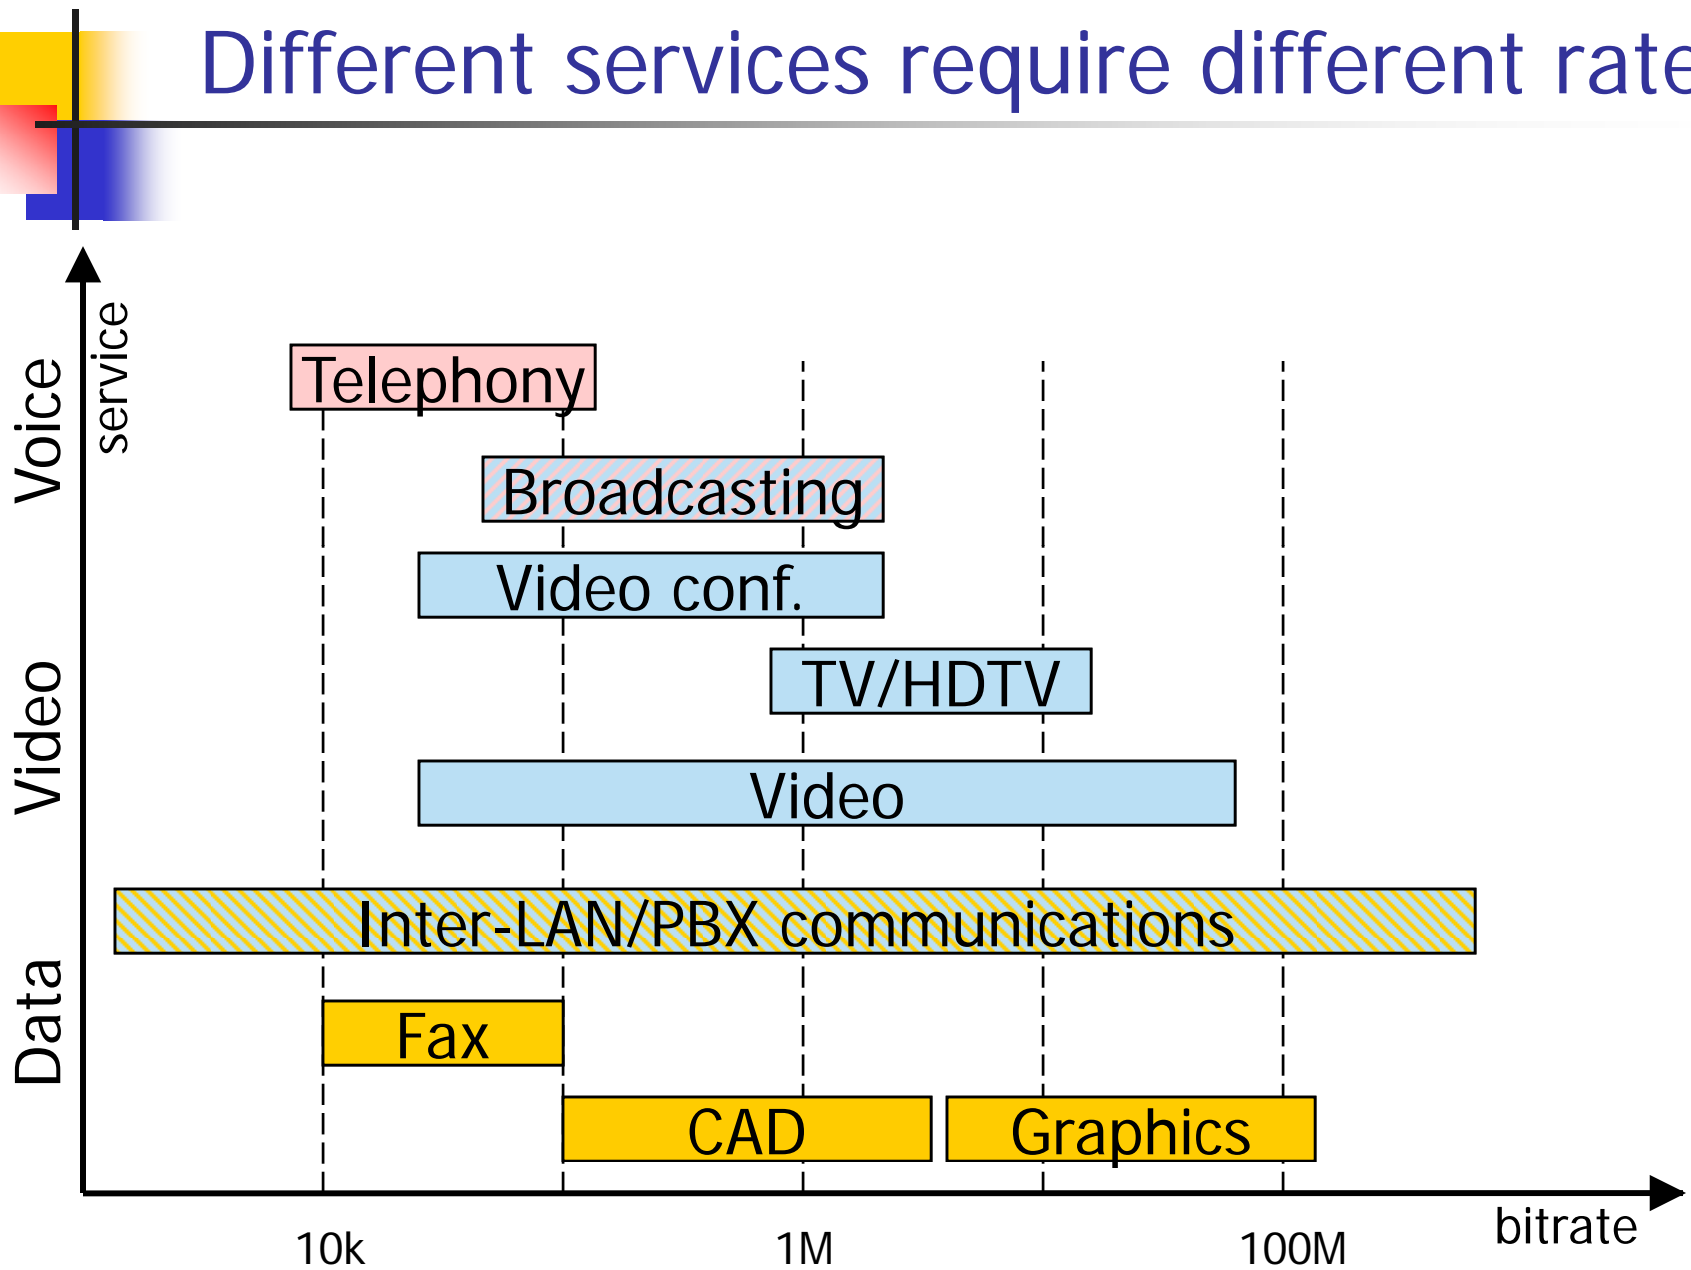 Different services require different rate
service
Voice
Video
Data
Telephony
Broadcasting
Video conf.
TV/HDTV
Video
Inter-LAN/PBX communications
Fax
CAD
Graphics
10k
1M
100M
bitrate